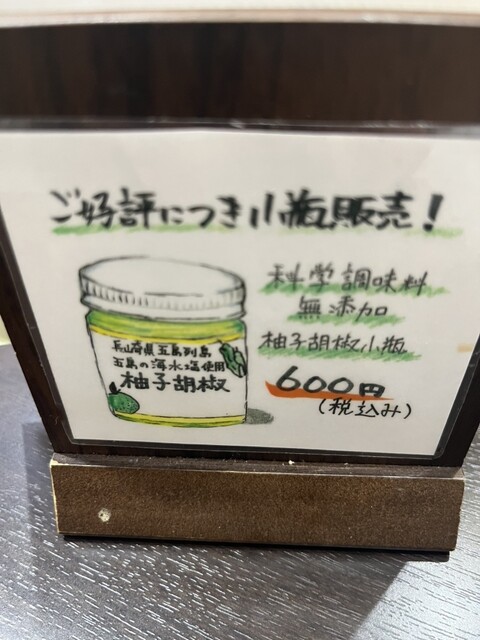 ご好評につき小瓶販売!
科学調味料
無添加
柚子胡椒小瓶
600円
(税込み)
長崎県五島列島
五島の海水塩使用
柚子胡椒